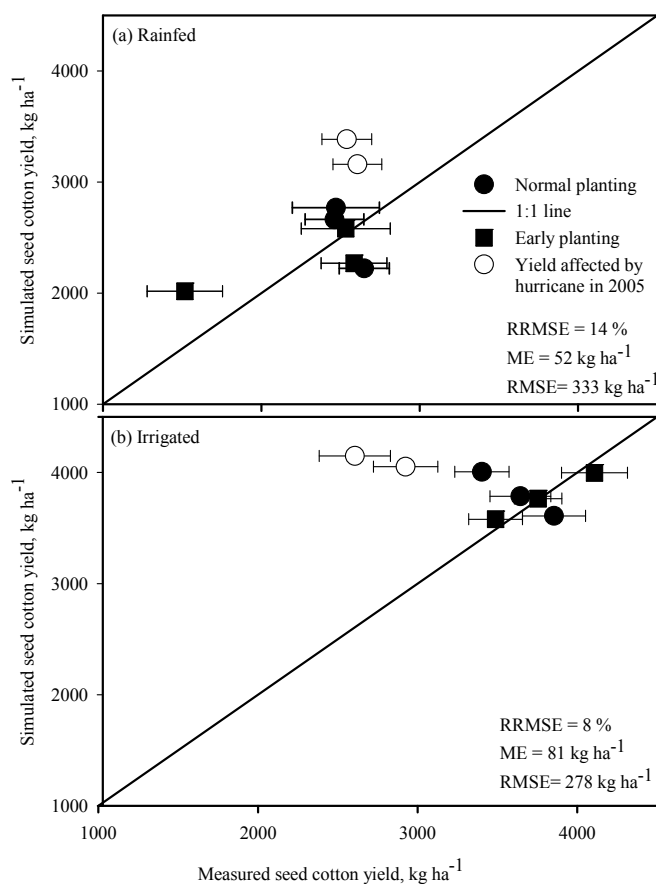 (a) Rainfed
4000
3000
2000
1000
Simulated seed cotton yield, kg ha-1
Normal planting
1:1 line
Early planting
Yield affected by
hurricane in 2005
RRMSE = 14 %
ME = 52 kg ha-1
RMSE= 333 kg ha-1
(b) Irrigated
4000
3000
2000
1000
Simulated seed cotton yield, kg ha-1
RRMSE = 8 %
ME = 81 kg ha-1
RMSE= 278 kg ha-1
1000 2000 3000 4000
Measured seed cotton yield, kg ha-1